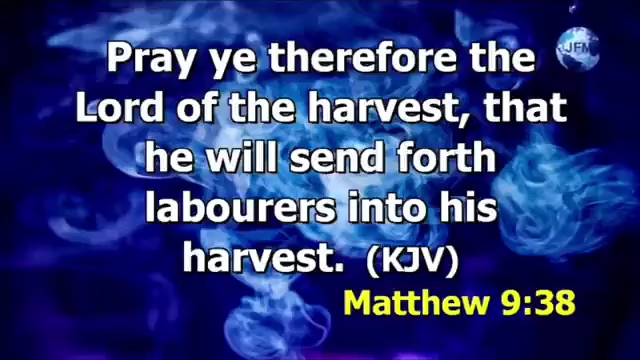 JFM
Pray ye therefore the
Lord of the harvest, that
he will send forth
labourers into his
harvest. (KJV)
Matthew 9:38